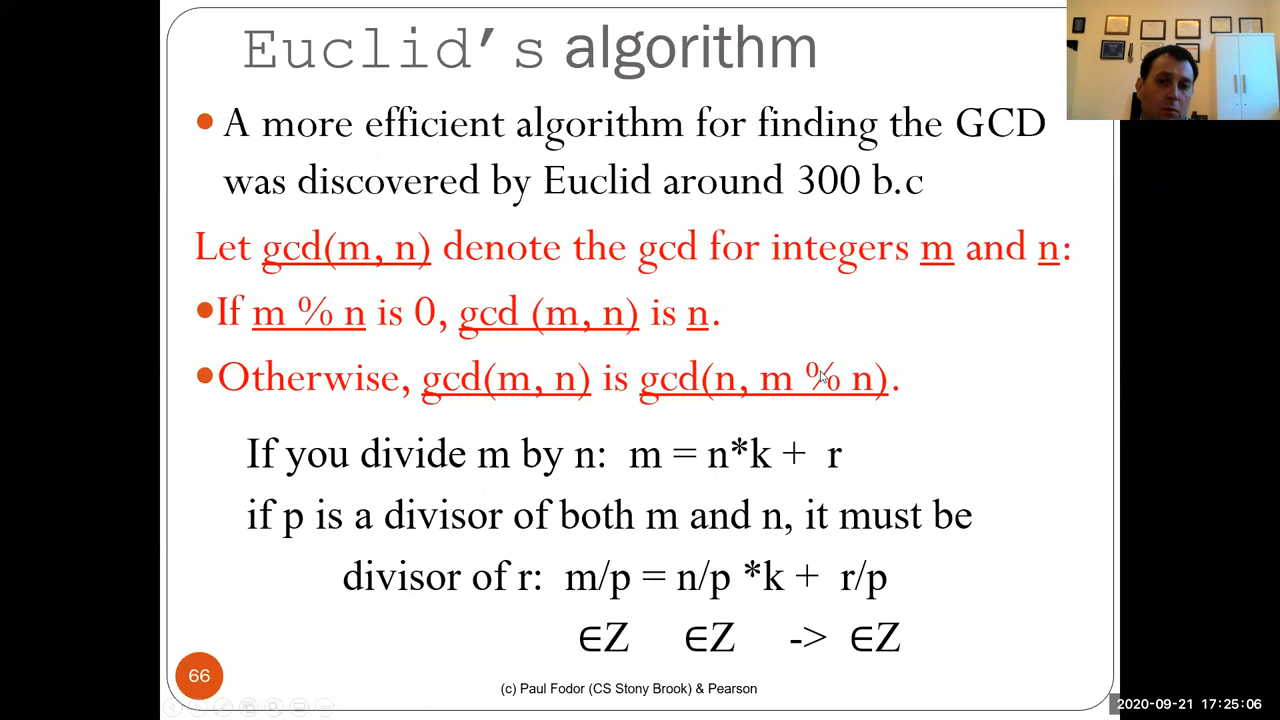 Euclid's algorithm
• A more efficient algorithm for finding the GCD
was discovered by Euclid around 300 b.c
Let gcd(m, n) denote the gcd for integers m and n:
•If m % n is 0, gcd (m, n) is n.
•Otherwise, gcd(m, n) is gcd(n, m % n).
If you divide m by n: m = n*k + r
if p is a divisor of both m and n, it must be
divisor of r: m/p = n/p *k + r/p
∈Z ∈Z -> ∈Z
66
(c) Paul Fodor (CS Stony Brook) & Pearson
2020-09-21 17:25:06